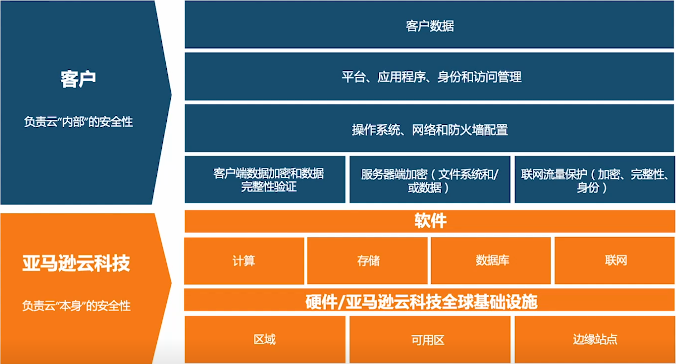 客户
负责云“内部”的安全性
客户数据
平台、应用程序、身份和访问管理
操作系统、网络和防火墙配置
客户端数据加密和数据
完整性验证
服务器端加密（文件系统和/
或数据）
联网流量保护（加密、完整性、
身份）
亚马逊云科技
负责云“本身”的安全性
软件
计算
存储
数据库
联网
硬件/亚马逊云科技全球基础设施
区域
可用区
边缘站点